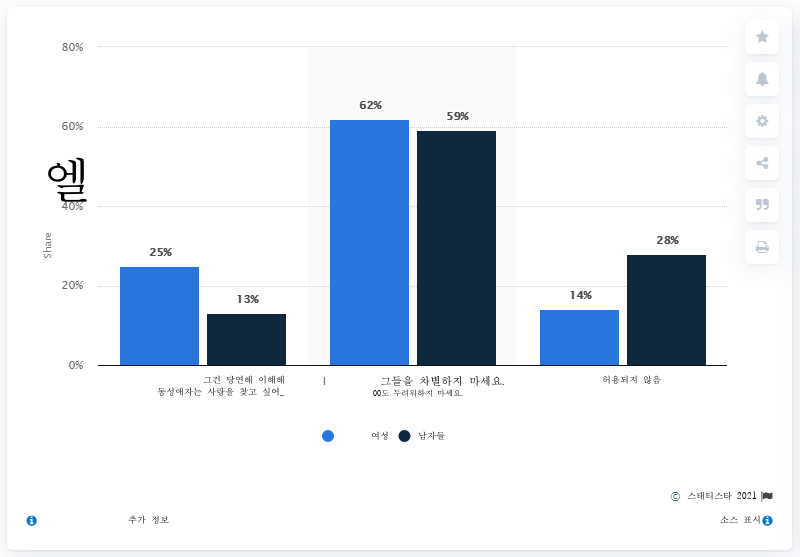 80%
62%
59%
60%
엘
40%
Share
28%
25%
20%
14%
13%
0%
그건 당연해 이해해
동성애자는 사랑을 찾고 싶어_
|
그들을 차별하지 마세요.
00도 두려워하지 마세요.
허용되지 않음
여성
남자들
© 스태티스타 2021
추가 정보
소스 표시